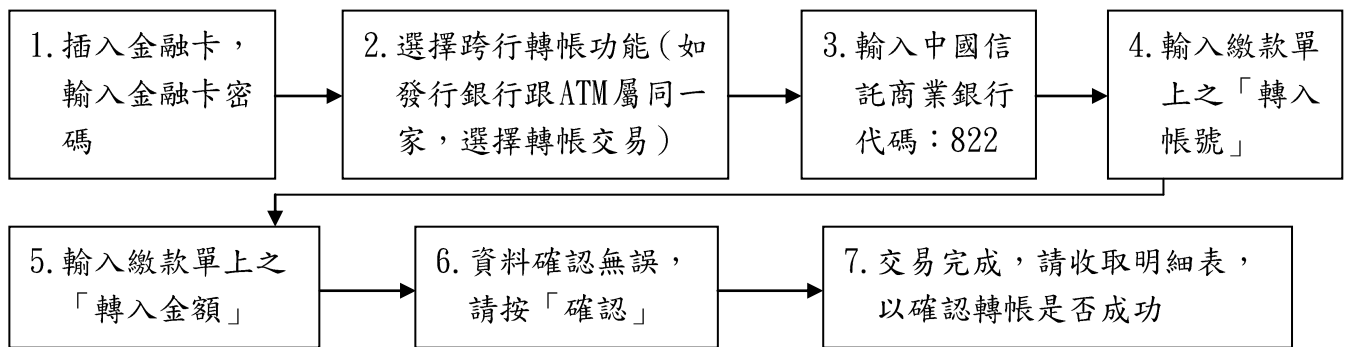 1.插入金融卡，
輸入金融卡密
碼
2.選擇跨行轉帳功能(如
發行銀行跟ATM屬同一
家，選擇轉帳交易)
3.輸入中國信
託商業銀行
代碼：822
4.輸入繳款單
上之「轉入
帳號」
5.輸入繳款單上之
「轉入金額」
6.資料確認無誤，
請按「確認」
7.交易完成，請收取明細表，
以確認轉帳是否成功